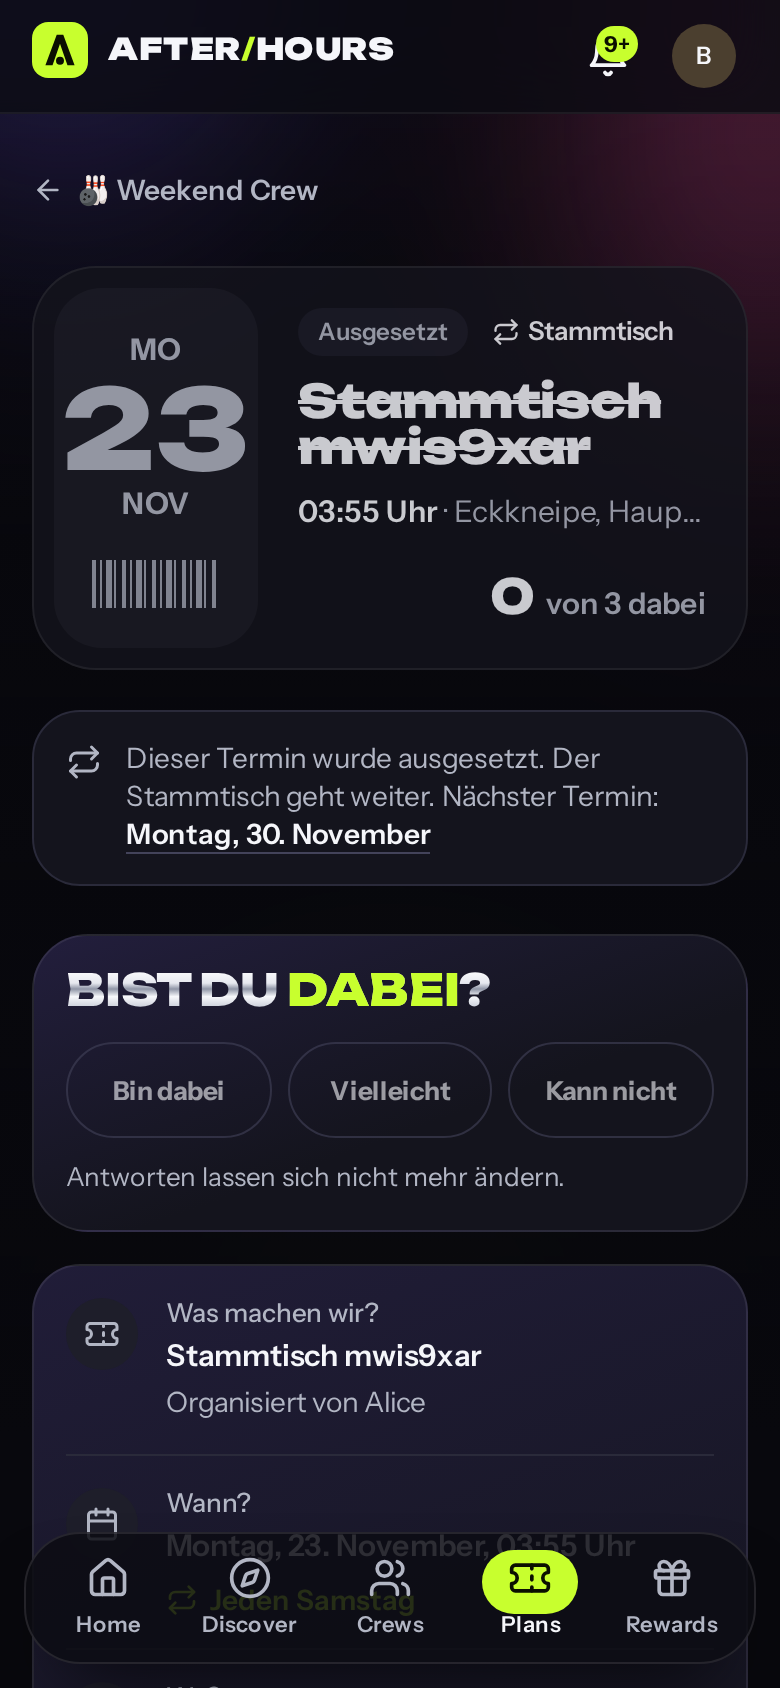 AFTER/HOURS
9+
B
Weekend Crew
MO
23
NOV
Ausgesetzt
Stammtisch
Stammtisch
mwis9xar
03:55 Uhr · Eckkneipe, Haup...
0 von 3 dabei
Dieser Termin wurde ausgesetzt. Der
Stammtisch geht weiter. Nächster Termin:
Montag, 30. November
BIST DU DABEI?
Bin dabei
Vielleicht
Kann nicht
Antworten lassen sich nicht mehr ändern.
Was machen wir?
Stammtisch mwis9xar
Organisiert von Alice
Wann?
Montag, 23. November, 03:55 Uhr
Jeden Samstag
Home
Discover
Crews
Plans
Rewards